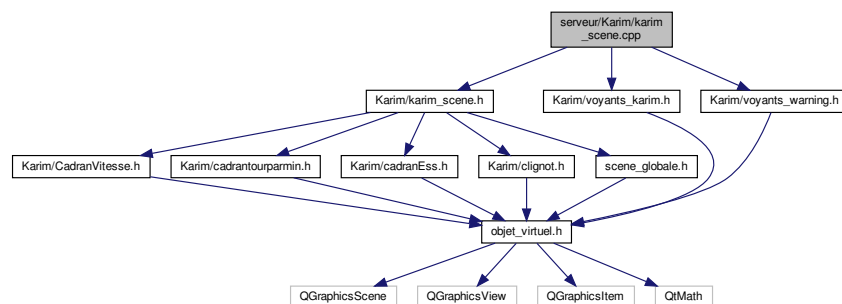 serveur/Karim/karim
_scene.cpp
Karim/karim_scene.h
Karim/voyants_karim.h
Karim/voyants_warning.h
Karim/CadranVitesse.h
Karim/cadrantourparmin.h
Karim/cadranEss.h
Karim/clignot.h
scene_globale.h
objet_virtuel.h
QGraphicsScene
QGraphicsView
QGraphicsItem
QtMath